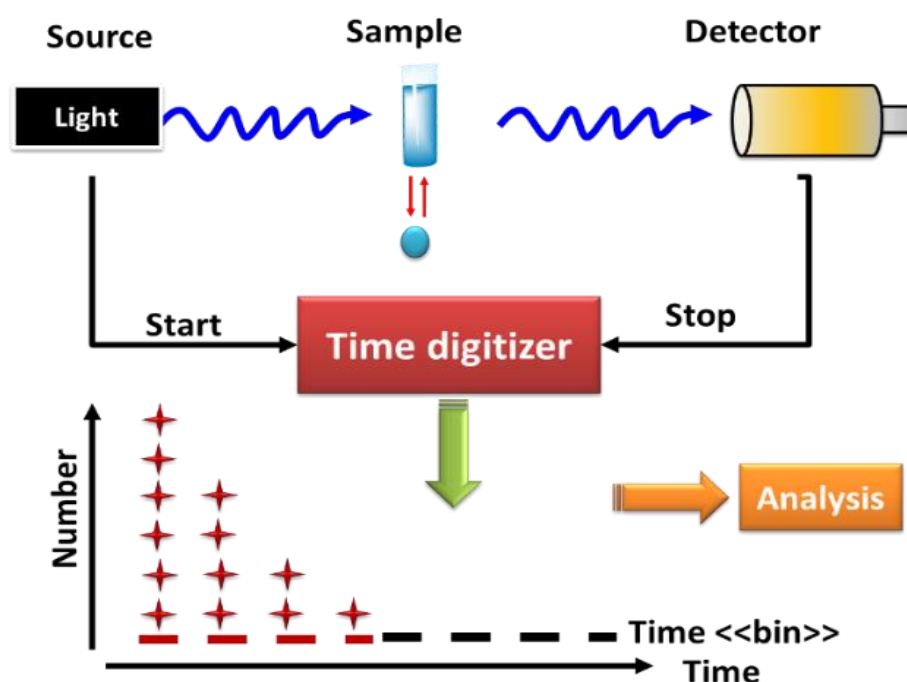 Source
Sample
Detector
Light
Start
Stop
Time digitizer
Number
Analysis
Time <<bin>>
Time